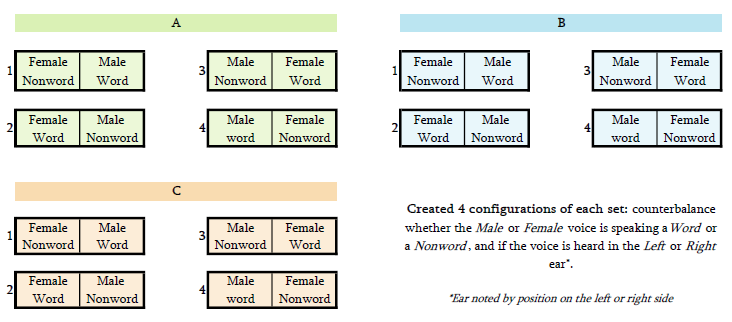 A
1 Female Nonword Male Word
3 Male Nonword Female Word
2 Female Word Male Nonword
4 Male word Female Nonword
B
1 Female Nonword Male Word
3 Male Nonword Female Word
2 Female Word Male Nonword
4 Male word Female Nonword
C
1 Female Nonword Male Word
3 Male Nonword Female Word
2 Female Word Male Nonword
4 Male word Female Nonword
Created 4 configurations of each set: counterbalance
whether the Male or Female voice is speaking a Word or
a Nonword, and if the voice is heard in the Left or Right
ear*.
*Ear noted by position on the left or right side